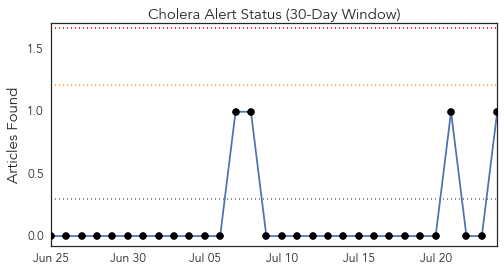 Cholera Alert Status (30-Day Window)
1.5
1.0
0.5
0.0
Articles Found
Jun 25 Jun 30 Jul 05 Jul 10 Jul 15 Jul 20